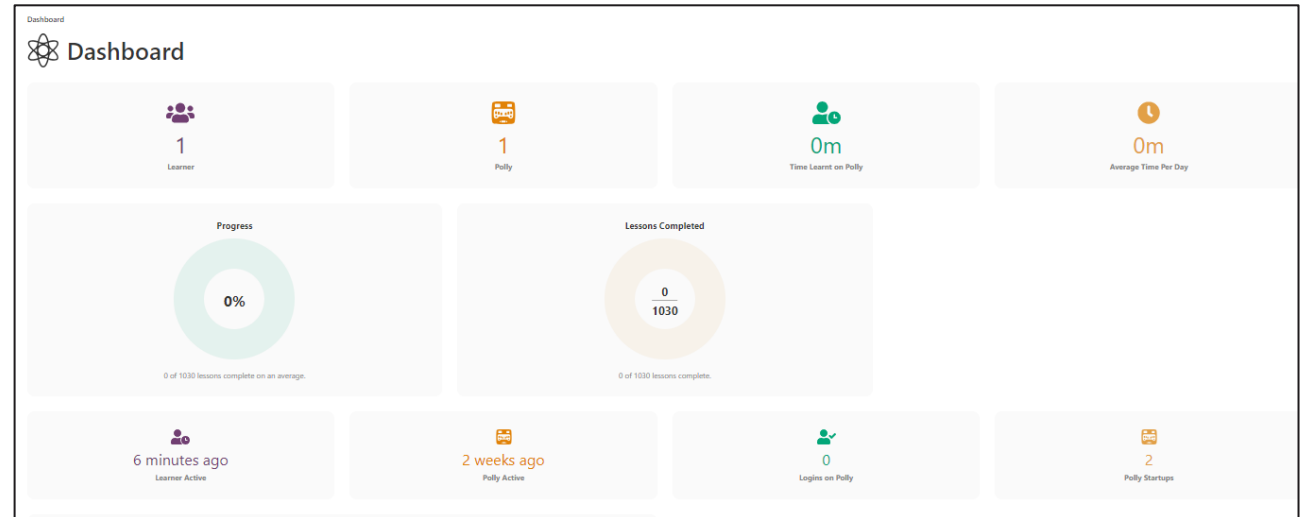 Dashboard
Dashboard
1
Learner
1
Polly
0m
Time Learnt on Polly
0m
Average Time Per Day
Progress
0%
0 of 1030 lessons complete on an average.
Lessons Completed
0
1030
0 of 1030 lessons complete.
6 minutes ago
Learner Active
2 weeks ago
Polly Active
0
Logins on Polly
2
Polly Startups